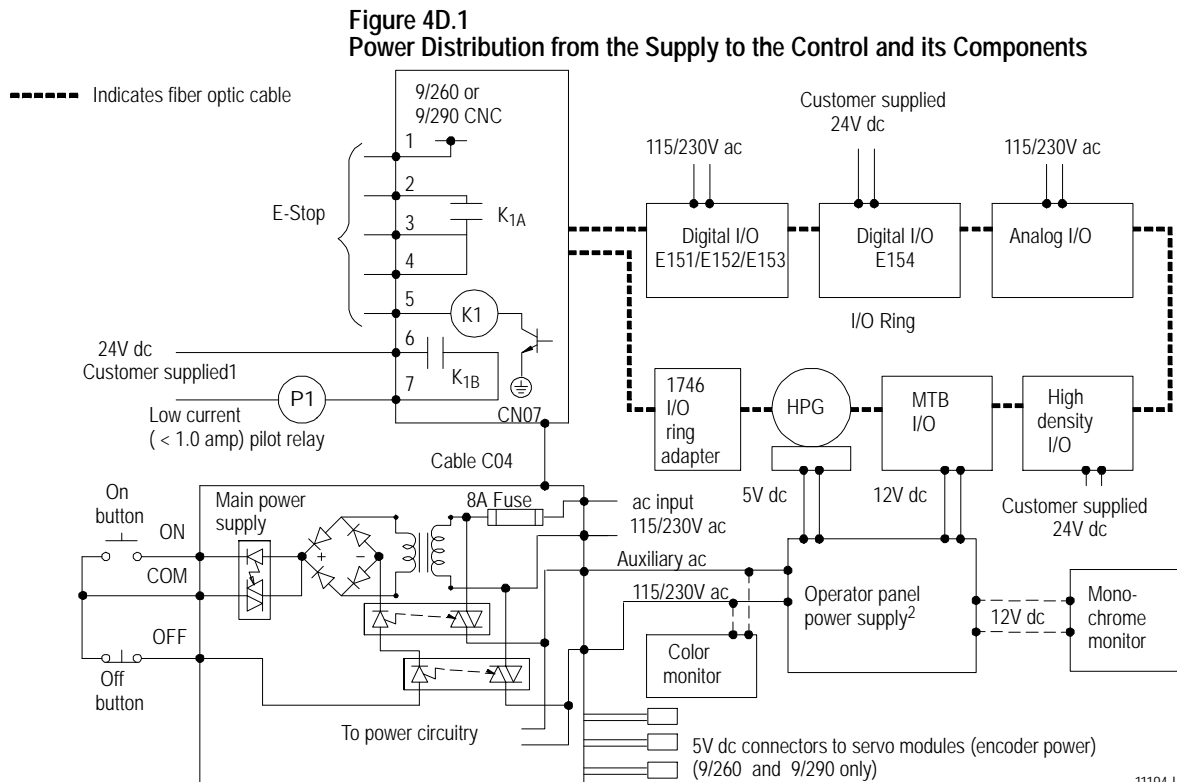 Figure 4D.1
Power Distribution from the Supply to the Control and its Components
Indicates fiber optic cable
9/260 or
9/290 CNC
1
2
3
4
5
6
7
E-Stop
K1A
K1
K1B
CN07
24V dc
Customer supplied1
P1
Low current
( < 1.0 amp) pilot relay
Customer supplied
24V dc
115/230V ac
115/230V ac
Digital I/O
E151/E152/E153
Digital I/O
E154
Analog I/O
I/O Ring
1746
I/O
ring
adapter
HPG
MTB
I/O
High
density
I/O
5V dc
12V dc
Customer supplied
24V dc
Cable C04
On
button
ON
COM
OFF
Off
button
Main power
supply
+
−
8A Fuse
ac input
115/230V ac
Auxiliary ac
115/230V ac
Color
monitor
Operator panel
power supply2
12V dc
Mono-
chrome
monitor
To power circuitry
5V dc connectors to servo modules (encoder power)
(9/260 and 9/290 only)